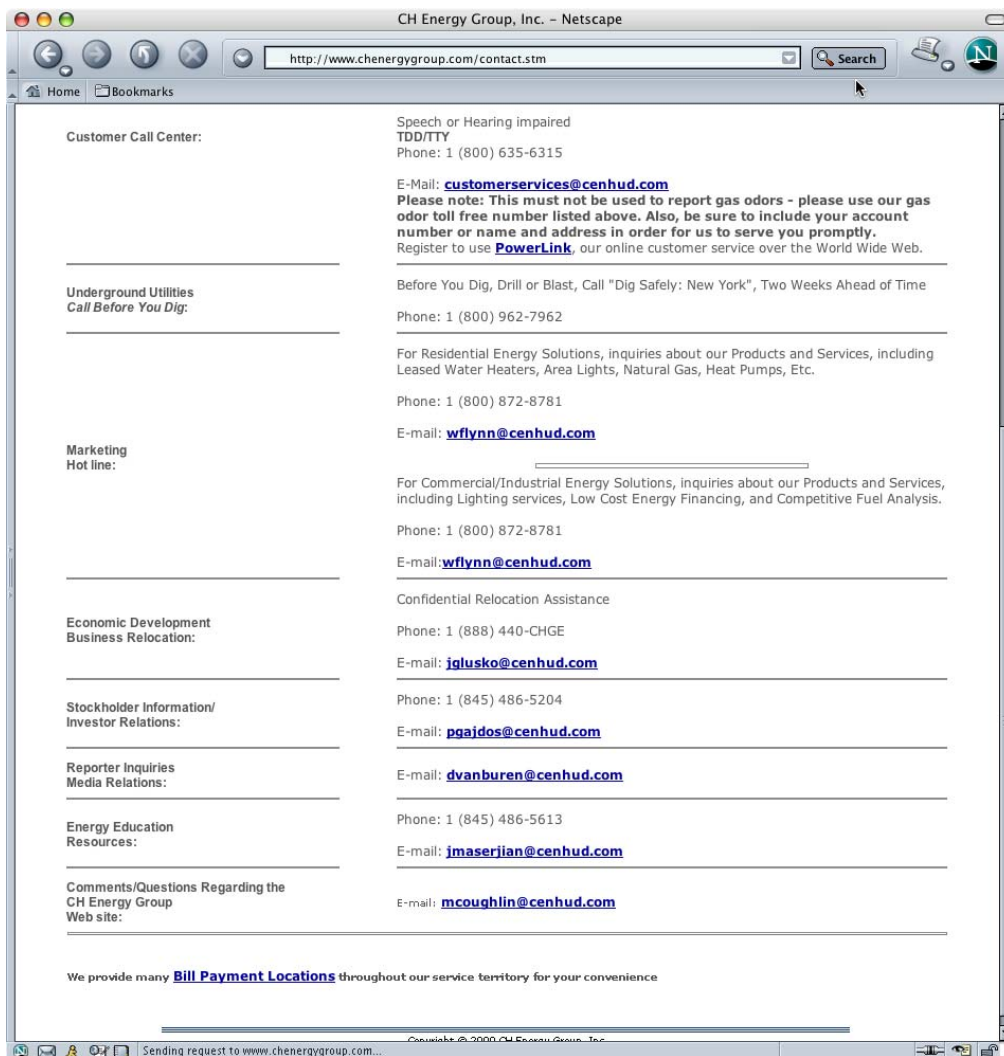 CH Energy Group, Inc. – Netscape
http://www.chenergygroup.com/contact.stm
Search
N
Home
Bookmarks
Customer Call Center:
Speech or Hearing impaired
TDD/TTY
Phone: 1 (800) 635-6315
E-Mail: customerservices@cenhud.com
Please note: This must not be used to report gas odors - please use our gas
odor toll free number listed above. Also, be sure to include your account
number or name and address in order for us to serve you promptly.
Register to use PowerLink, our online customer service over the World Wide Web.
Underground Utilities
Call Before You Dig:
Before You Dig, Drill or Blast, Call "Dig Safely: New York", Two Weeks Ahead of Time
Phone: 1 (800) 962-7962
Marketing
Hot line:
For Residential Energy Solutions, inquiries about our Products and Services, including
Leased Water Heaters, Area Lights, Natural Gas, Heat Pumps, Etc.
Phone: 1 (800) 872-8781
E-mail: wflynn@cenhud.com
For Commercial/Industrial Energy Solutions, inquiries about our Products and Services,
including Lighting services, Low Cost Energy Financing, and Competitive Fuel Analysis.
Phone: 1 (800) 872-8781
E-mail:wflynn@cenhud.com
Economic Development
Business Relocation:
Confidential Relocation Assistance
Phone: 1 (888) 440-CHGE
E-mail: jglusko@cenhud.com
Stockholder Information/
Investor Relations:
Phone: 1 (845) 486-5204
E-mail: pgajdos@cenhud.com
Reporter Inquiries
Media Relations:
E-mail: dvanburen@cenhud.com
Energy Education
Resources:
Phone: 1 (845) 486-5613
E-mail: jmaserjian@cenhud.com
Comments/Questions Regarding the
CH Energy Group
Web site:
E-mail: mcoughlin@cenhud.com
We provide many Bill Payment Locations throughout our service territory for your convenience
Copyright © 2000 CH Energy Group, Inc.
Sending request to www.chenergygroup.com...